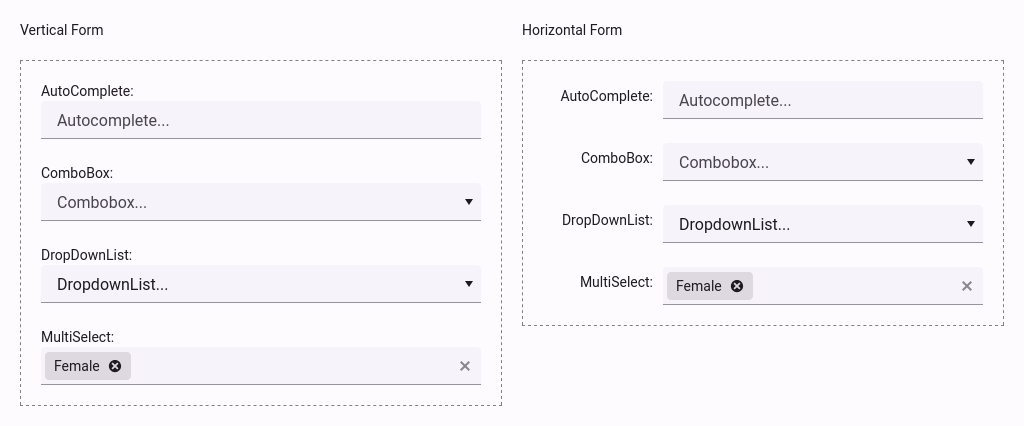 Vertical Form
AutoComplete:
Autocomplete...
ComboBox:
Combobox...
DropDownList:
DropdownList...
MultiSelect:
Female
Horizontal Form
AutoComplete:
Autocomplete...
ComboBox:
Combobox...
DropDownList:
DropdownList...
MultiSelect:
Female